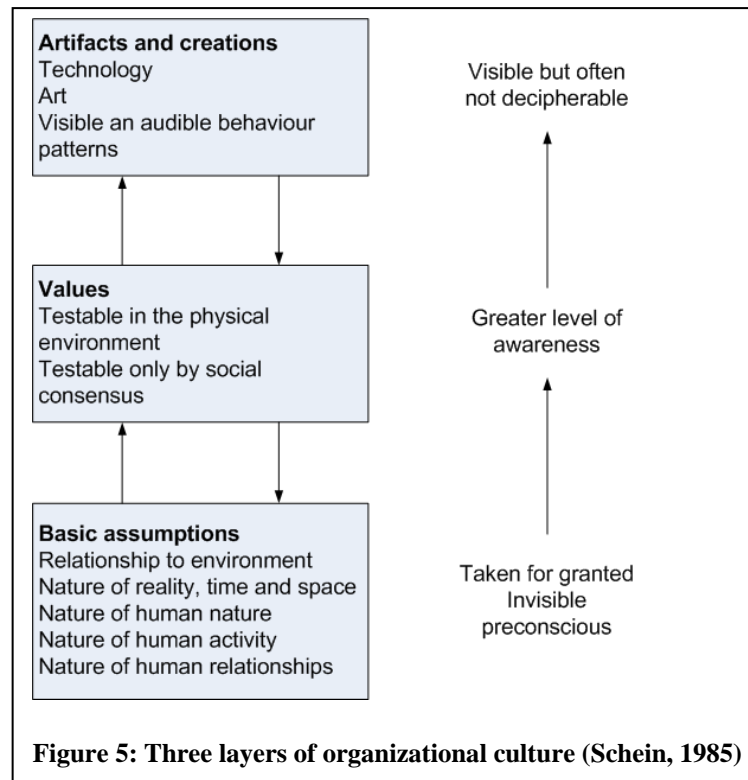 Artifacts and creations
Technology
Art
Visible an audible behaviour
patterns
Visible but often
not decipherable
Values
Testable in the physical
environment
Testable only by social
consensus
Greater level of
awareness
Basic assumptions
Relationship to environment
Nature of reality, time and space
Nature of human nature
Nature of human activity
Nature of human relationships
Taken for granted
Invisible
preconscious
Figure 5: Three layers of organizational culture (Schein, 1985)